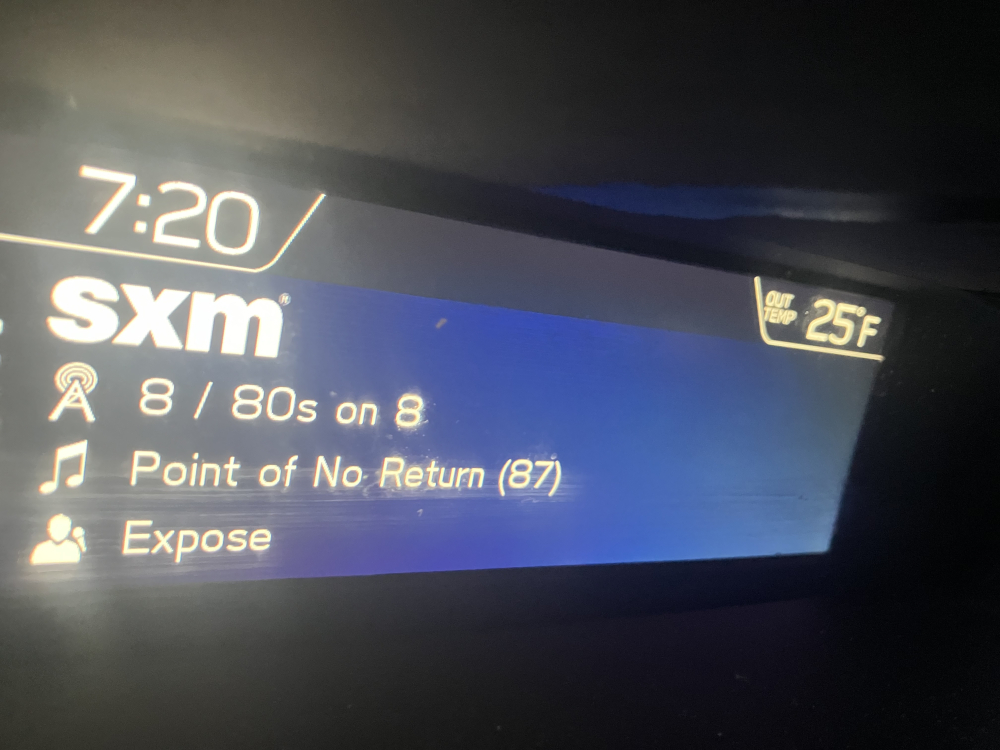 7:20
sxm®
OUT TEMP 25°F
8 / 80s on 8
Point of No Return (87)
Expose